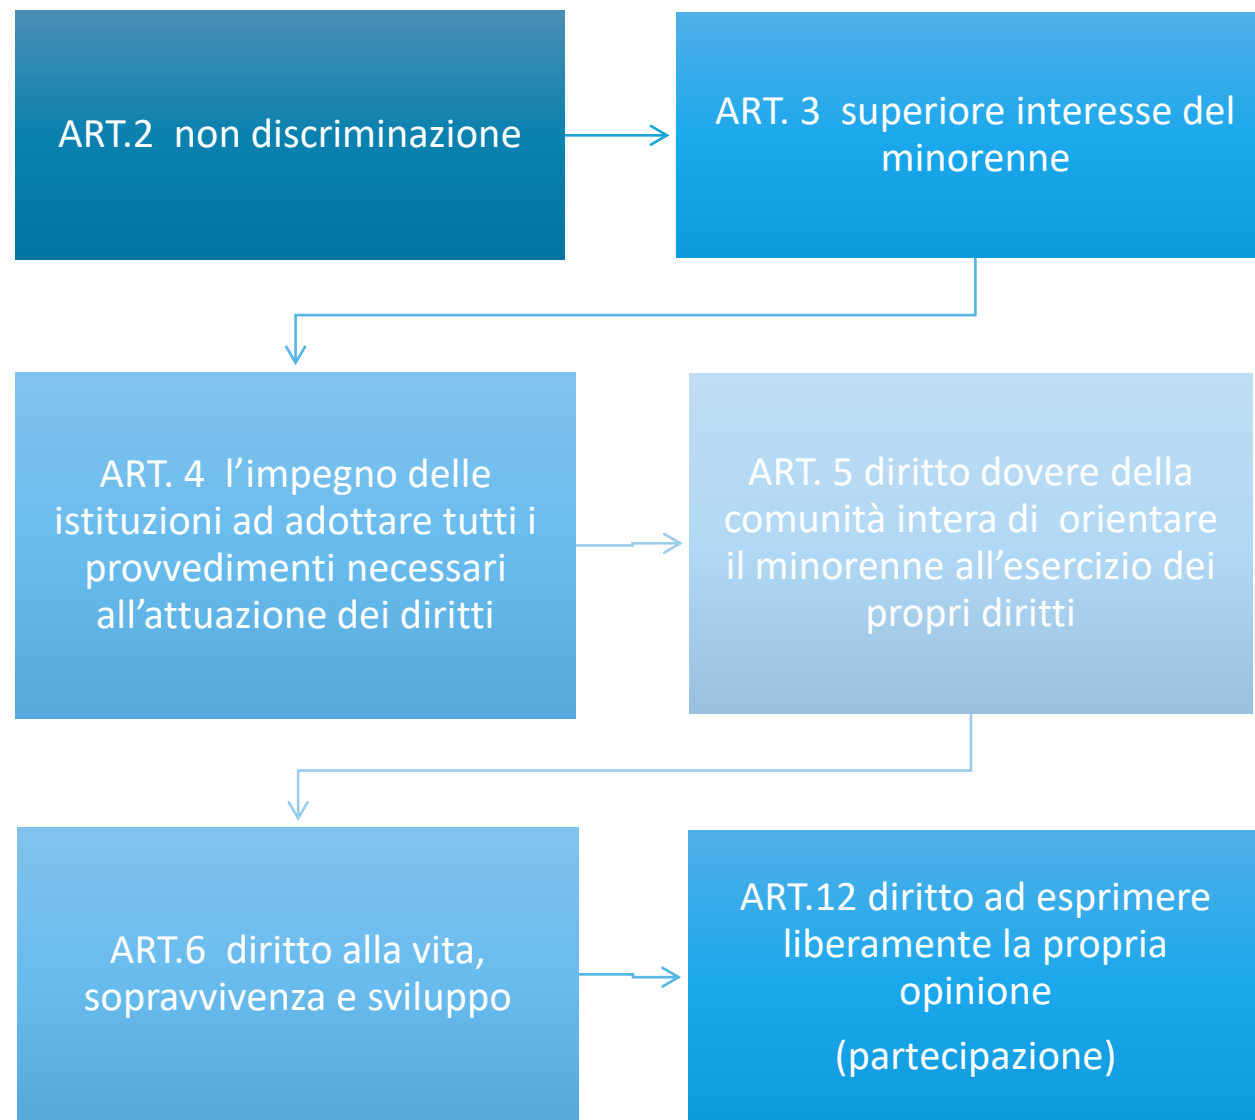 ART.2  non discriminazione
ART. 3  superiore interesse del
minorenne
ART. 4  l’impegno delle
istituzioni ad adottare tutti i
provvedimenti necessari
all’attuazione dei diritti
ART. 5 diritto dovere della
comunità intera di  orientare
il minorenne all’esercizio dei
propri diritti
ART.6  diritto alla vita,
sopravvivenza e sviluppo
ART.12 diritto ad esprimere
liberamente la propria
opinione
(partecipazione)